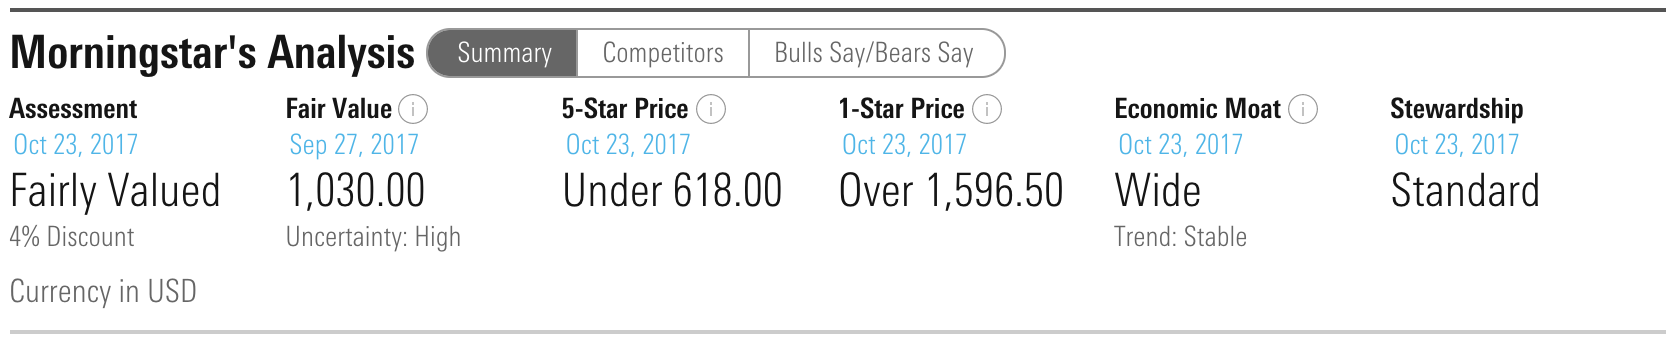 Morningstar's Analysis Summary Competitors Bulls Say/Bears Say
Assessment Fair Value i 5-Star Price i 1-Star Price i Economic Moat i Stewardship
Oct 23, 2017 Sep 27, 2017 Oct 23, 2017 Oct 23, 2017 Oct 23, 2017 Oct 23, 2017
Fairly Valued 1,030.00 Under 618.00 Over 1,596.50 Wide Standard
4% Discount Uncertainty: High Trend: Stable
Currency in USD